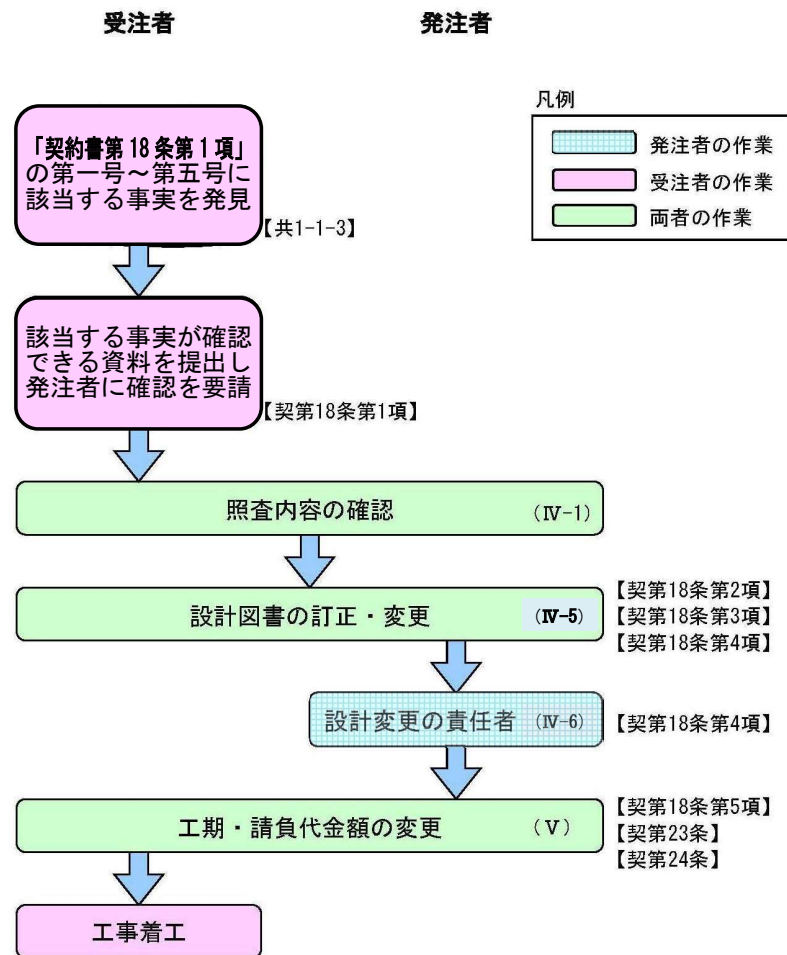 受注者
発注者
凡例
発注者の作業
受注者の作業
両者の作業
「契約書第18条第1項」
の第一号～第五号に
該当する事実を発見
【共1-1-3】
該当する事実が確認
できる資料を提出し
発注者に確認を要請
【契第18条第1項】
照査内容の確認 (Ⅳ-1)
設計図書の訂正・変更 (Ⅳ-5)
【契第18条第2項】
【契第18条第3項】
【契第18条第4項】
設計変更の責任者 (Ⅳ-6)
【契第18条第4項】
工期・請負代金額の変更 (Ⅴ)
【契第18条第5項】
【契第23条】
【契第24条】
工事着工